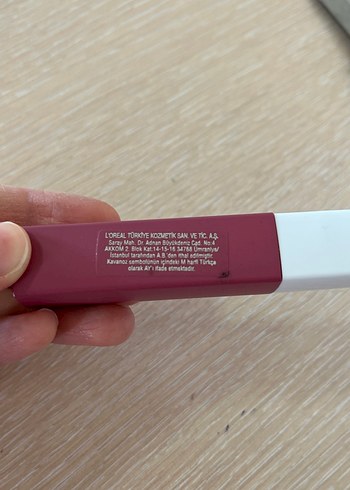 L'OREAL TÜRKİYE KOZMETİK SAN. VE TİC. A.Ş.
Saray Mah. Dr. Adnan Büyükdeniz Cad. No:4
AKKOM 2. Blok Kat:14-15-16 34768 Ümraniye/
İstanbul tarafından A.B.'den ithal edilmiştir.
Kavanoz sembolünün içindeki M harfi Türkçe
olarak Ay'ı ifade etmektedir.